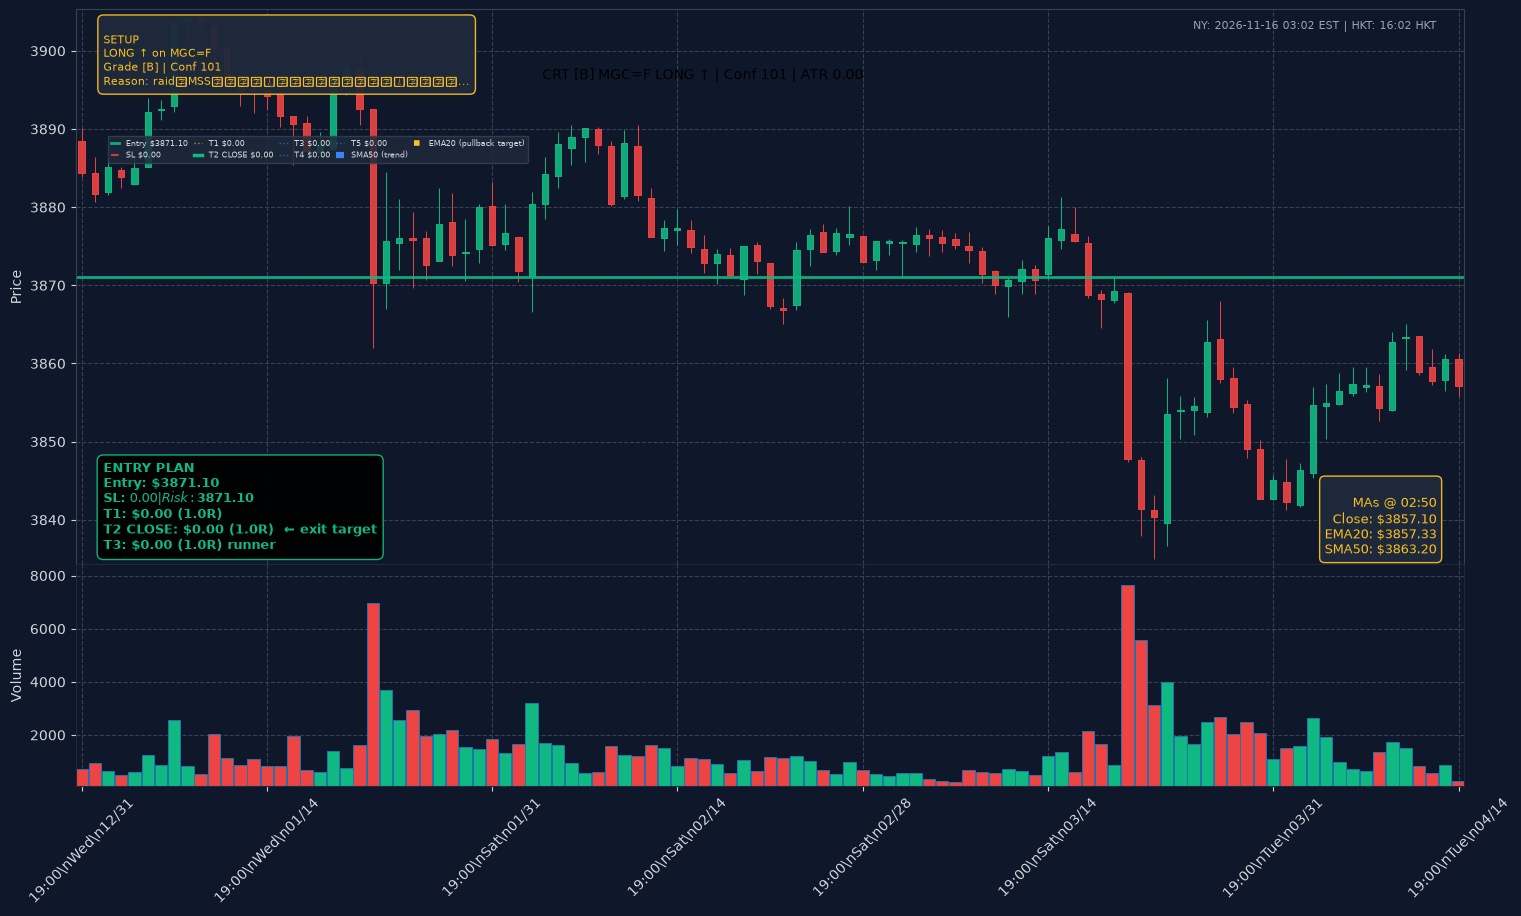 NY: 2026-11-16 03:02 EST | HKT: 16:02 HKT
SETUP
LONG ↑ on MGC=F
Grade [B] | Conf 101
Reason: raid MSS ...
CRT [B] MGC=F LONG ↑ | Conf 101 | ATR 0.00
Entry $3871.10
SL $0.00
T1 $0.00
T2 CLOSE $0.00
T3 $0.00
T4 $0.00
T5 $0.00
SMA50 (trend)
EMA20 (pullback target)
Price
3900
3890
3880
3870
3860
3850
3840
ENTRY PLAN
Entry: $3871.10
SL: 0.00|Risk:3871.10
T1: $0.00 (1.0R)
T2 CLOSE: $0.00 (1.0R) ← exit target
T3: $0.00 (1.0R) runner
MAs @ 02:50
Close: $3857.10
EMA20: $3857.33
SMA50: $3863.20
Volume
8000
6000
4000
2000
19:00\nWed\n12/31
19:00\nWed\n01/14
19:00\nSat\n01/31
19:00\nSat\n02/14
19:00\nSat\n02/28
19:00\nSat\n03/14
19:00\nTue\n03/31
19:00\nTue\n04/14